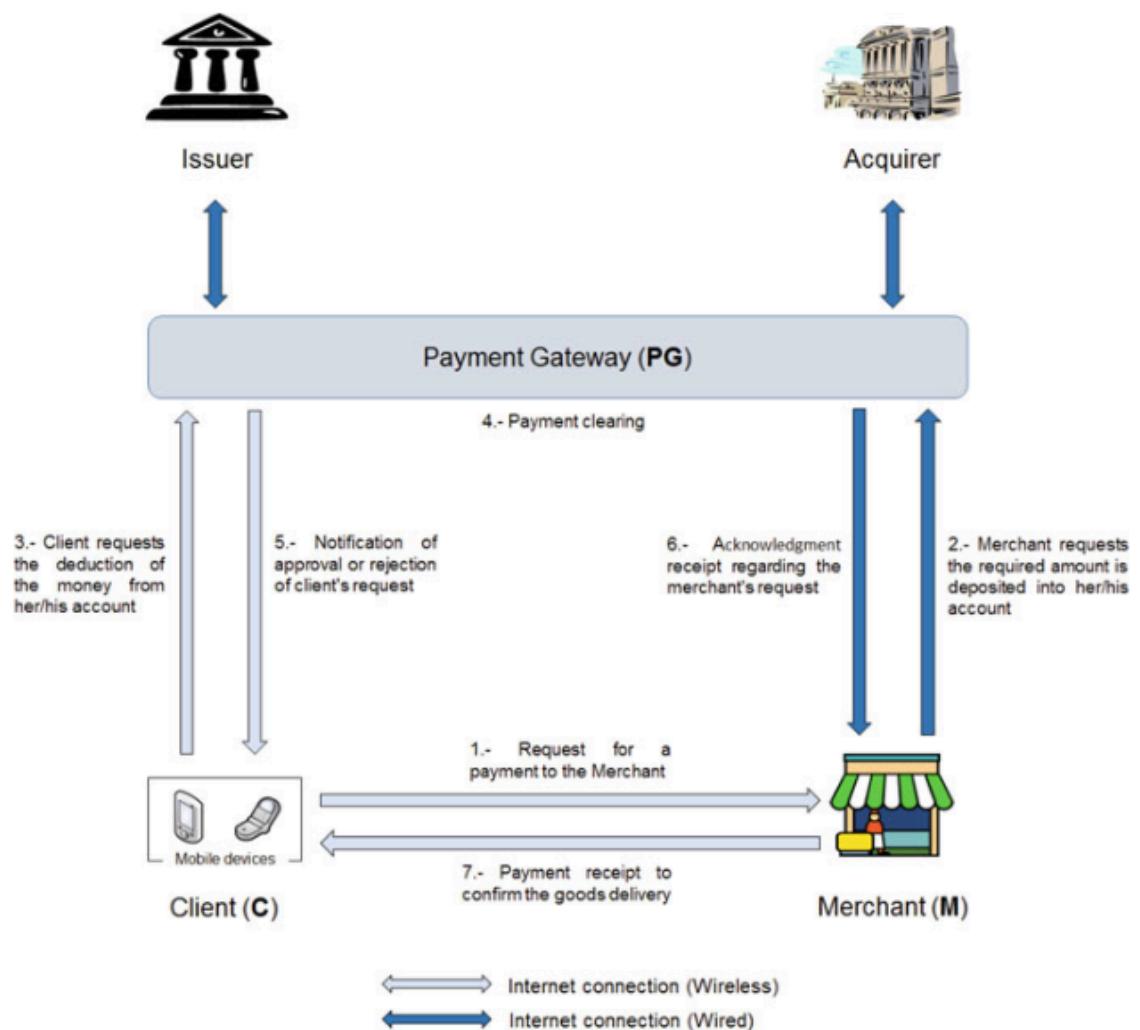 Issuer
Acquirer
Payment Gateway (PG)
4.- Payment clearing
3.- Client requests
the deduction of
the money from
her/his account
5.- Notification of
approval or rejection
of client's request
6.- Acknowledgment
receipt regarding the
merchant's request
2.- Merchant requests
the required amount is
deposited into her/his
account
1.- Request for a
payment to the Merchant
Mobile devices
7.- Payment receipt to
confirm the goods delivery
Client (C)
Merchant (M)
Internet connection (Wireless)
Internet connection (Wired)